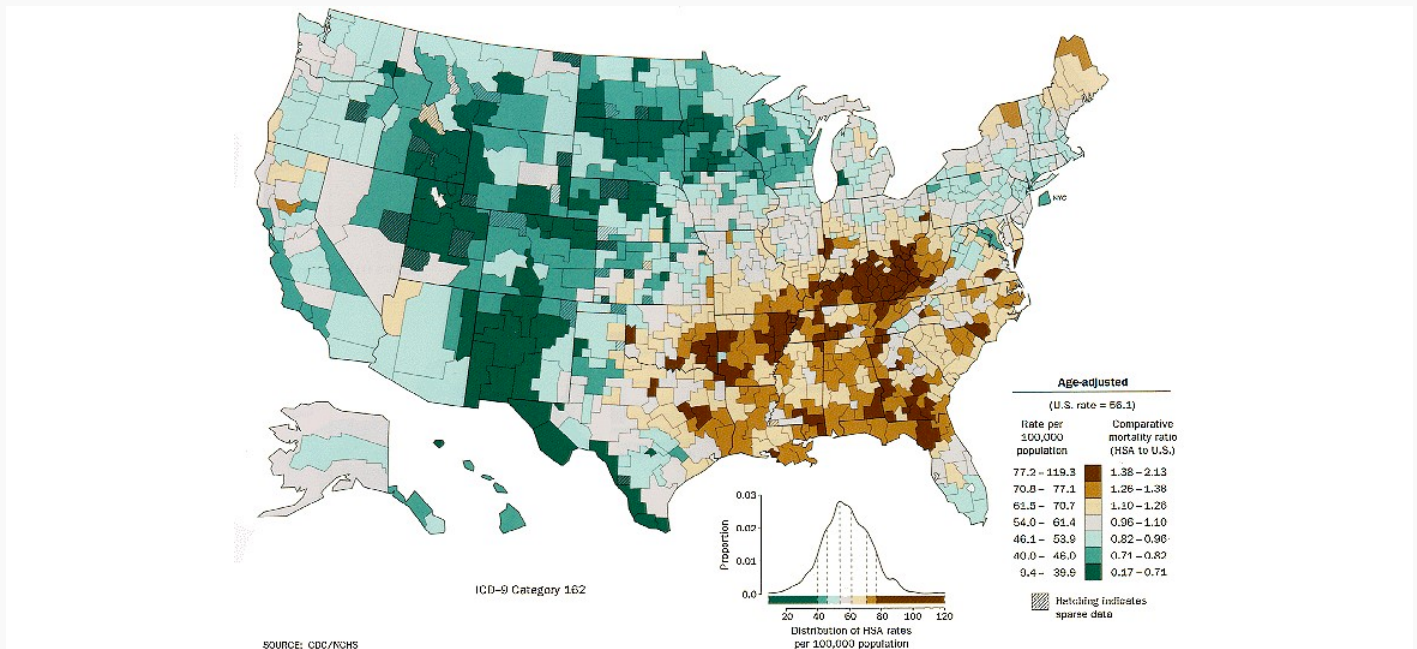 NYC
Age-adjusted
(U.S. rate = 56.1)
Rate per
100,000
population
Comparative
mortality ratio
(HSA to U.S.)
77.2 – 119.3 1.38 – 2.13
70.8 – 77.1 1.26 – 1.38
61.5 – 70.7 1.10 – 1.26
54.0 – 61.4 0.96 – 1.10
46.1 – 53.9 0.82 – 0.96
40.0 – 46.0 0.71 – 0.82
9.4 – 39.9 0.17 – 0.71
Hatching indicates
sparse data
0.03
0.02
0.01
0.0
Proportion
20 40 60 80 100 120
Distribution of HSA rates
per 100,000 population
ICD-9 Category 162
SOURCE: CDC/NCHS